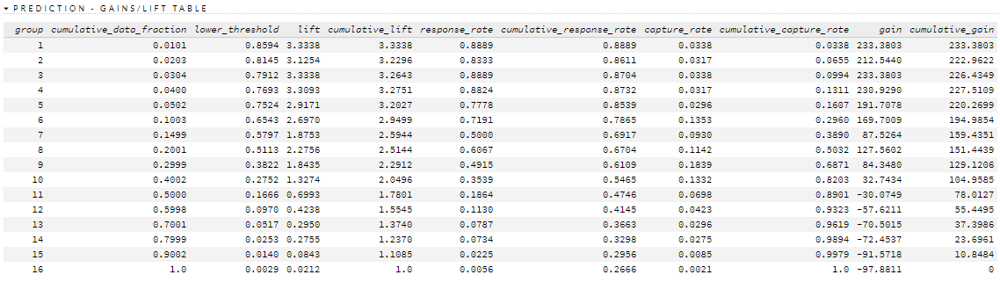 PREDICTION - GAINS/LIFT TABLE
group cumulative_data_fraction lower_threshold lift cumulative_lift response_rate cumulative_response_rate capture_rate cumulative_capture_rate gain cumulative_gain
1 0.0101 0.8594 3.3338 3.3338 0.8889 0.8889 0.0338 0.0338 233.3803 233.3803
2 0.0203 0.8145 3.1254 3.2296 0.8333 0.8611 0.0317 0.0655 212.5440 222.9622
3 0.0304 0.7912 3.3338 3.2643 0.8889 0.8704 0.0338 0.0994 233.3803 226.4349
4 0.0400 0.7693 3.3093 3.2751 0.8824 0.8732 0.0317 0.1311 230.9290 227.5109
5 0.0502 0.7524 2.9171 3.2027 0.7778 0.8539 0.0296 0.1607 191.7078 220.2699
6 0.1003 0.6543 2.6970 2.9499 0.7191 0.7865 0.1353 0.2960 169.7009 194.9854
7 0.1499 0.5797 1.8753 2.5944 0.5000 0.6917 0.0930 0.3890 87.5264 159.4351
8 0.2001 0.5113 2.2756 2.5144 0.6067 0.6704 0.1142 0.5032 127.5602 151.4439
9 0.2999 0.3822 1.8435 2.2912 0.4915 0.6109 0.1839 0.6871 84.3480 129.1206
10 0.4002 0.2752 1.3274 2.0496 0.3539 0.5465 0.1332 0.8203 32.7434 104.9585
11 0.5000 0.1666 0.6993 1.7801 0.1864 0.4746 0.0698 0.8901 -30.0749 78.0127
12 0.5998 0.0970 0.4238 1.5545 0.1130 0.4145 0.0423 0.9323 -57.6211 55.4495
13 0.7001 0.0517 0.2950 1.3740 0.0787 0.3663 0.0296 0.9619 -70.5015 37.3986
14 0.7999 0.0253 0.2755 1.2370 0.0734 0.3298 0.0275 0.9894 -72.4537 23.6961
15 0.9002 0.0140 0.0843 1.1085 0.0225 0.2956 0.0085 0.9979 -91.5718 10.8484
16 1.0 0.0029 0.0212 1.0 0.0056 0.2666 0.0021 1.0 -97.8811 0